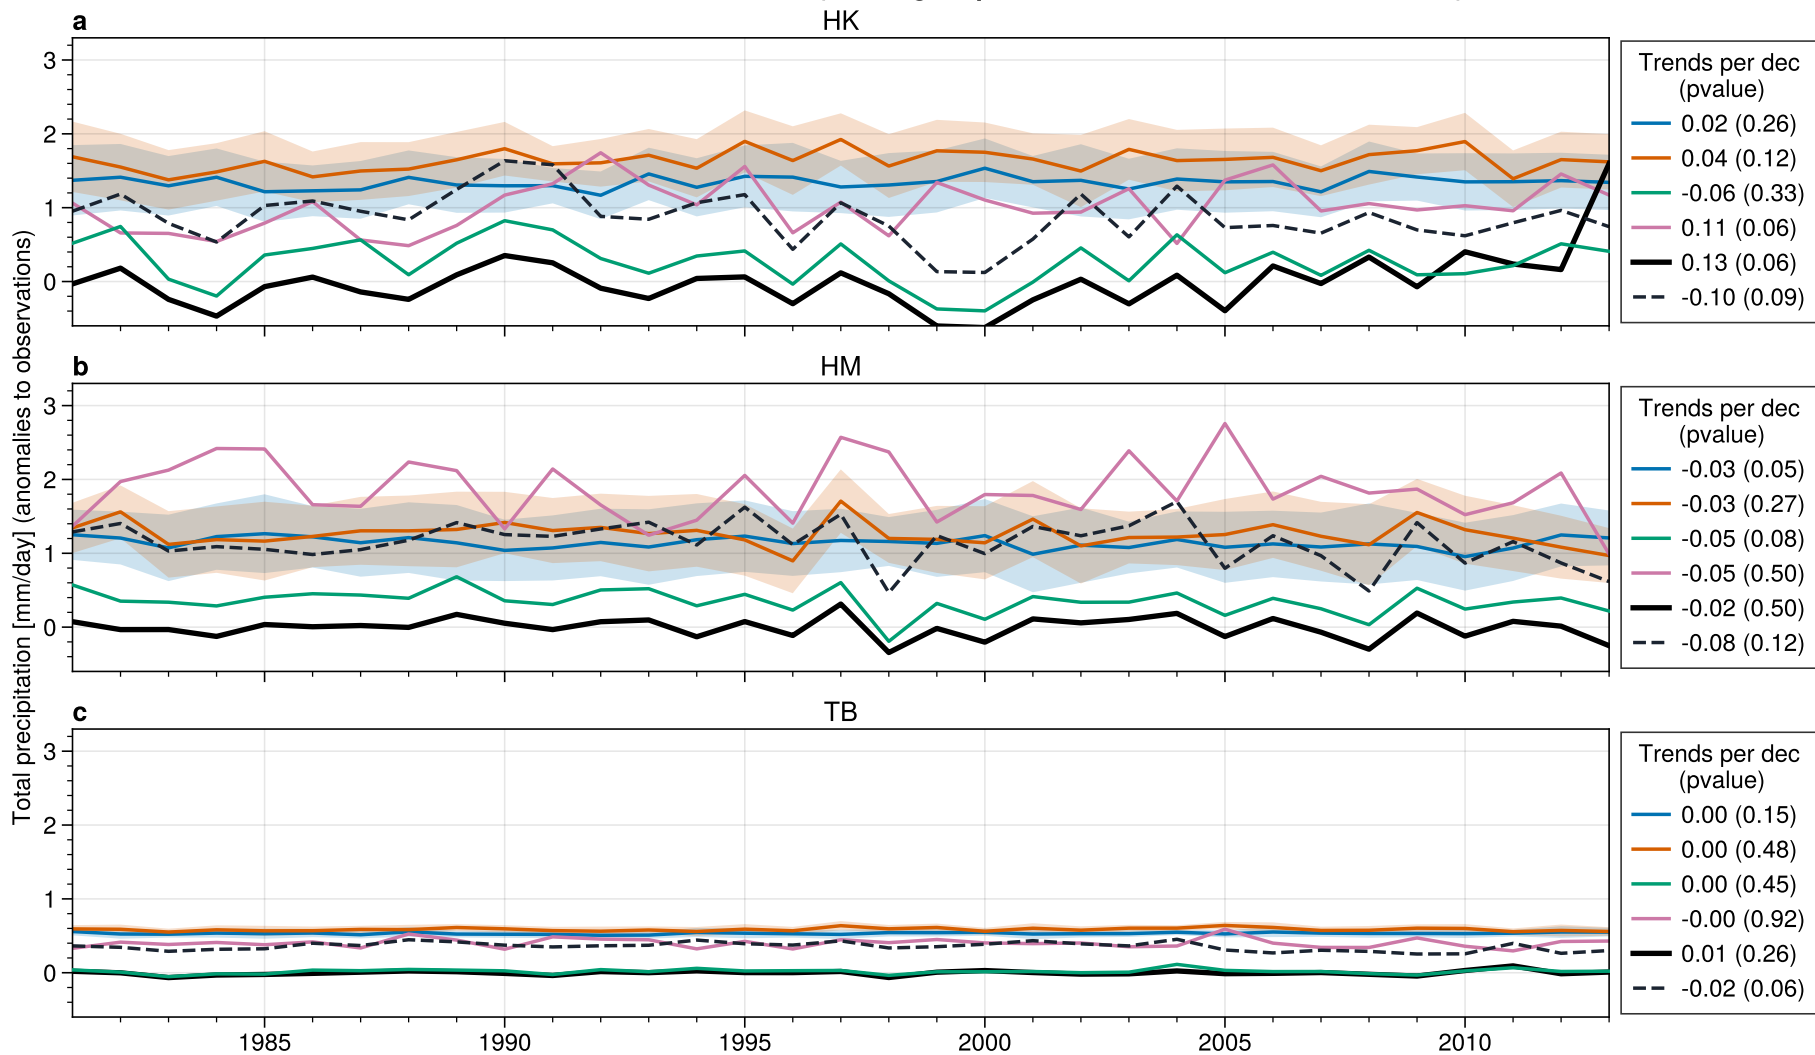 a
HK
3
2
1
0
Trends per dec
(pvalue)
0.02 (0.26)
0.04 (0.12)
-0.06 (0.33)
0.11 (0.06)
0.13 (0.06)
-0.10 (0.09)
Total precipitation [mm/day] (anomalies to observations)
b
HM
3
2
1
0
Trends per dec
(pvalue)
-0.03 (0.05)
-0.03 (0.27)
-0.05 (0.08)
-0.05 (0.50)
-0.02 (0.50)
-0.08 (0.12)
c
TB
3
2
1
0
Trends per dec
(pvalue)
0.00 (0.15)
0.00 (0.48)
0.00 (0.45)
-0.00 (0.92)
0.01 (0.26)
-0.02 (0.06)
1985 1990 1995 2000 2005 2010